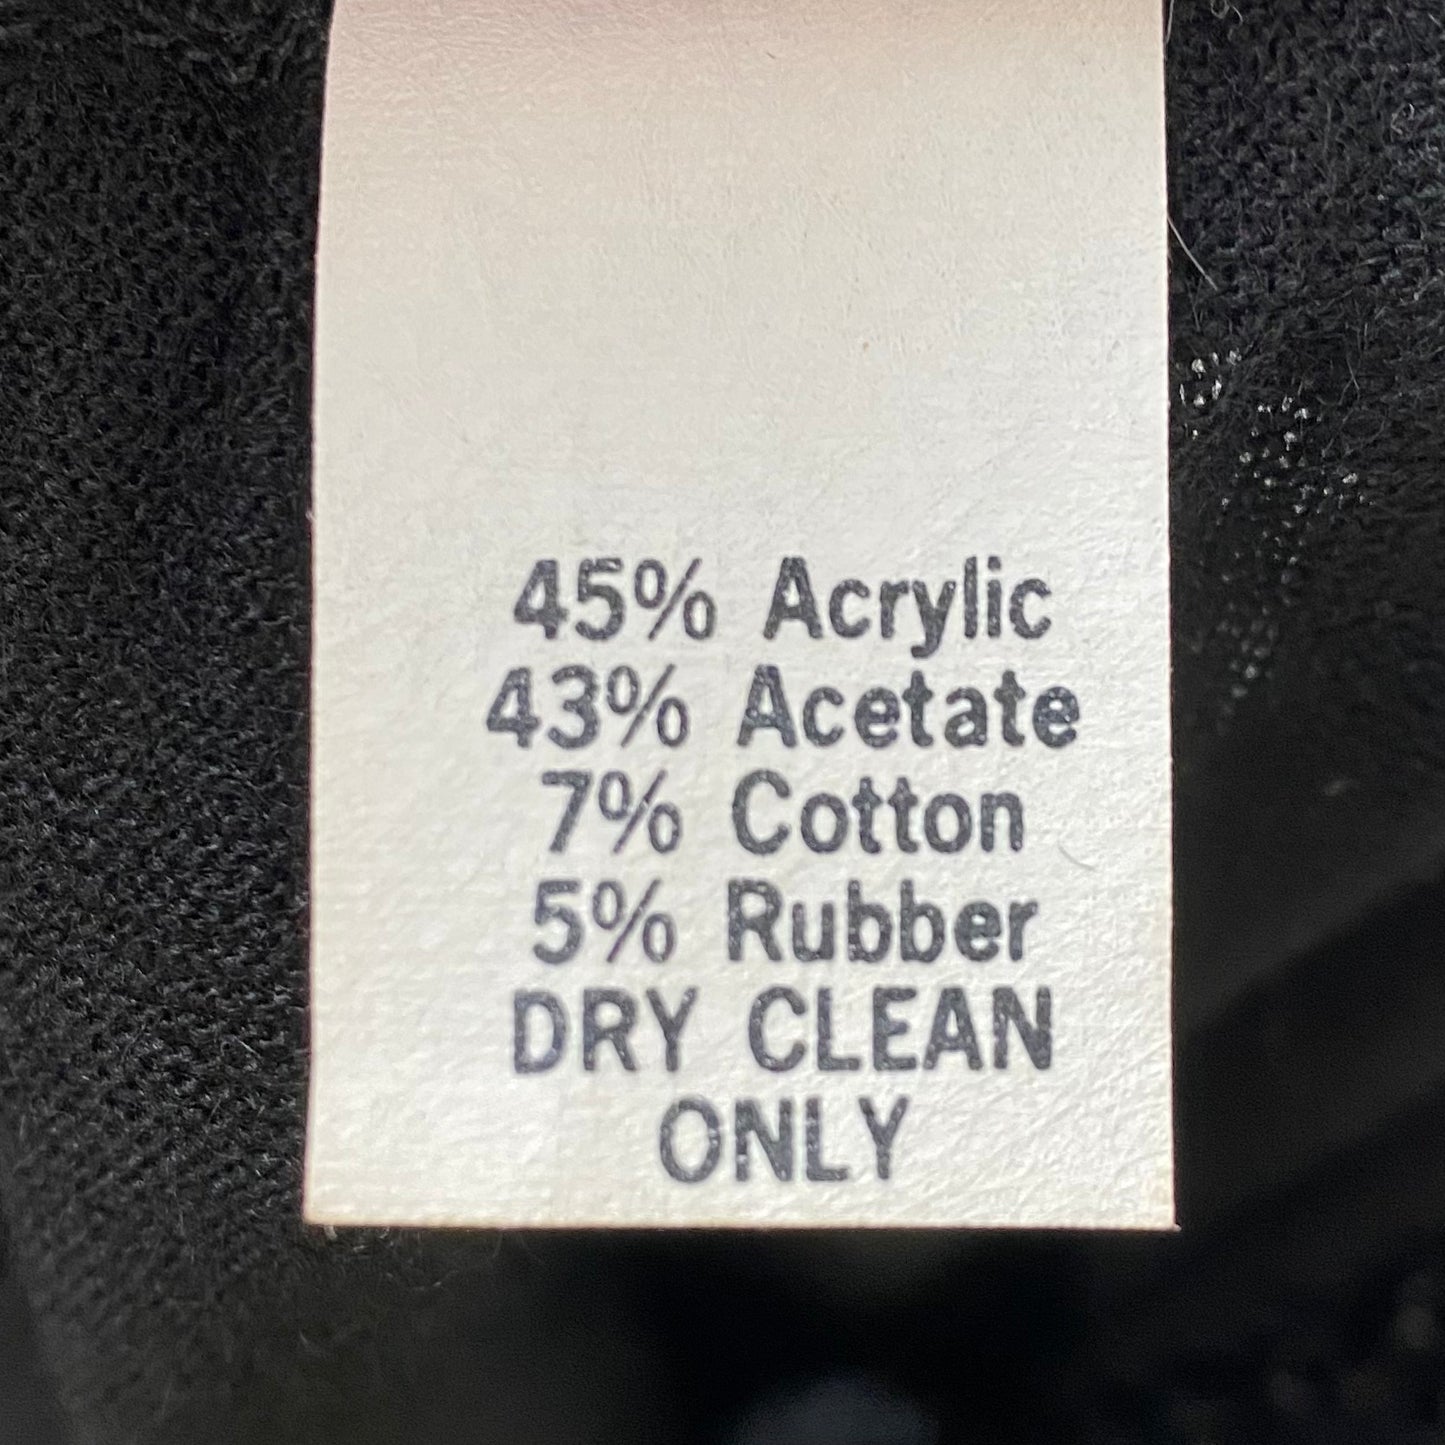 45% Acrylic
43% Acetate
7% Cotton
5% Rubber
DRY CLEAN
ONLY